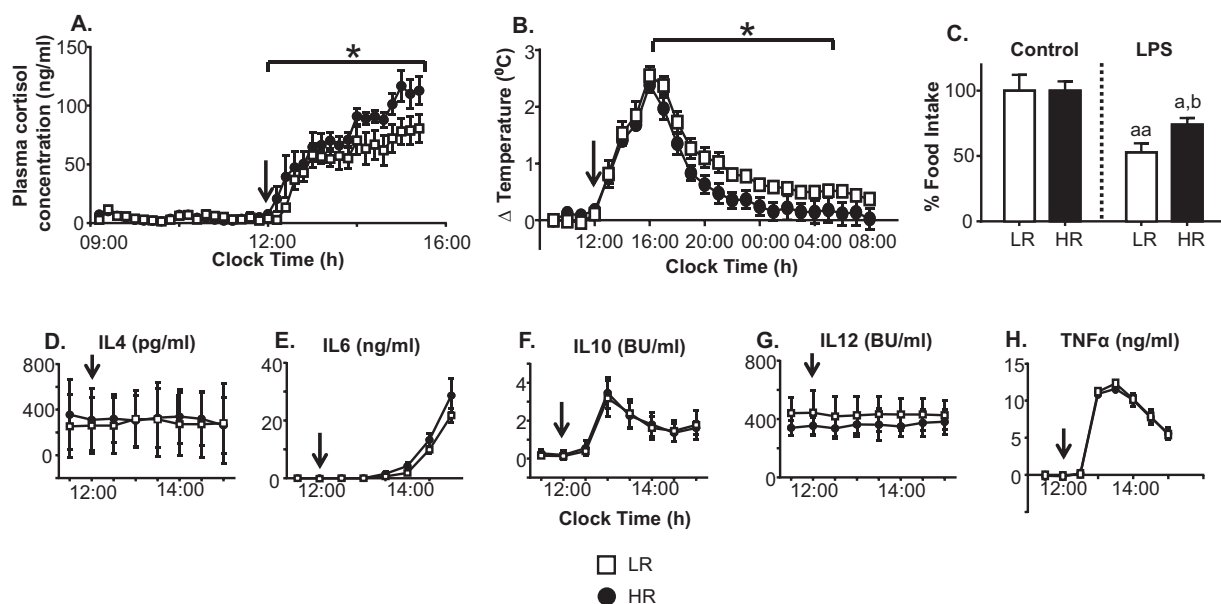 A.
Plasma cortisol
concentration (ng/ml)
150
100
50
0
*
09:00 12:00 16:00
Clock Time (h)
B.
Δ Temperature (⁰C)
3
2
1
0
*
12:00 16:00 20:00 00:00 04:00 08:00
Clock Time (h)
C.
Control LPS
% Food Intake
100
50
0
aa
a,b
LR HR LR HR
D.
IL4 (pg/ml)
800
400
0
12:00 14:00
E.
IL6 (ng/ml)
40
20
0
12:00 14:00
F.
IL10 (BU/ml)
4
2
0
12:00 14:00
G.
IL12 (BU/ml)
800
600
400
200
0
12:00 14:00
H.
TNFα (ng/ml)
15
10
5
0
12:00 14:00
Clock Time (h)
LR
HR